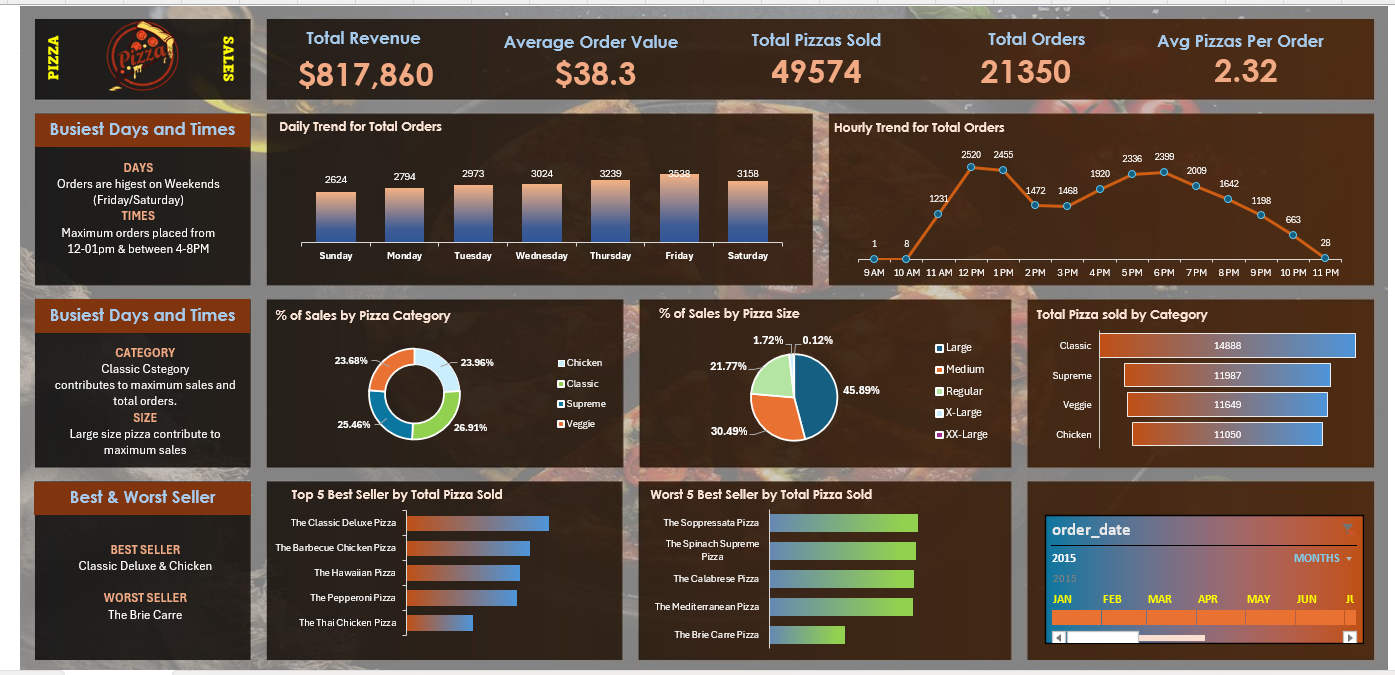 PIZZA
Pizza
SALES
Total Revenue
$817,860
Average Order Value
$38.3
Total Pizzas Sold
49574
Total Orders
21350
Avg Pizzas Per Order
2.32
Busiest Days and Times
DAYS
Orders are higest on Weekends
(Friday/Saturday)
TIMES
Maximum orders placed from
12-01pm & between 4-8PM
Daily Trend for Total Orders
2624
2794
2973
3024
3239
3538
3158
Sunday
Monday
Tuesday
Wednesday
Thursday
Friday
Saturday
Hourly Trend for Total Orders
1
8
1231
2520
2455
1472
1468
1920
2336
2399
2009
1642
1198
663
28
9 AM
10 AM
11 AM
12 PM
1 PM
2 PM
3 PM
4 PM
5 PM
6 PM
7 PM
8 PM
9 PM
10 PM
11 PM
Busiest Days and Times
CATEGORY
Classic Cstegory
contributes to maximum sales and
total orders.
SIZE
Large size pizza contribute to
maximum sales
% of Sales by Pizza Category
23.68%
23.96%
25.46%
26.91%
Chicken
Classic
Supreme
Veggie
% of Sales by Pizza Size
1.72%
0.12%
21.77%
45.89%
30.49%
Large
Medium
Regular
X-Large
XX-Large
Total Pizza sold by Category
Classic
14888
Supreme
11987
Veggie
11649
Chicken
11050
Best & Worst Seller
BEST SELLER
Classic Deluxe & Chicken
WORST SELLER
The Brie Carre
Top 5 Best Seller by Total Pizza Sold
The Classic Deluxe Pizza
The Barbecue Chicken Pizza
The Hawaiian Pizza
The Pepperoni Pizza
The Thai Chicken Pizza
Worst 5 Best Seller by Total Pizza Sold
The Soppressata Pizza
The Spinach Supreme
Pizza
The Calabrese Pizza
The Mediterranean Pizza
The Brie Carre Pizza
order_date
2015
MONTHS
2015
JAN
FEB
MAR
APR
MAY
JUN